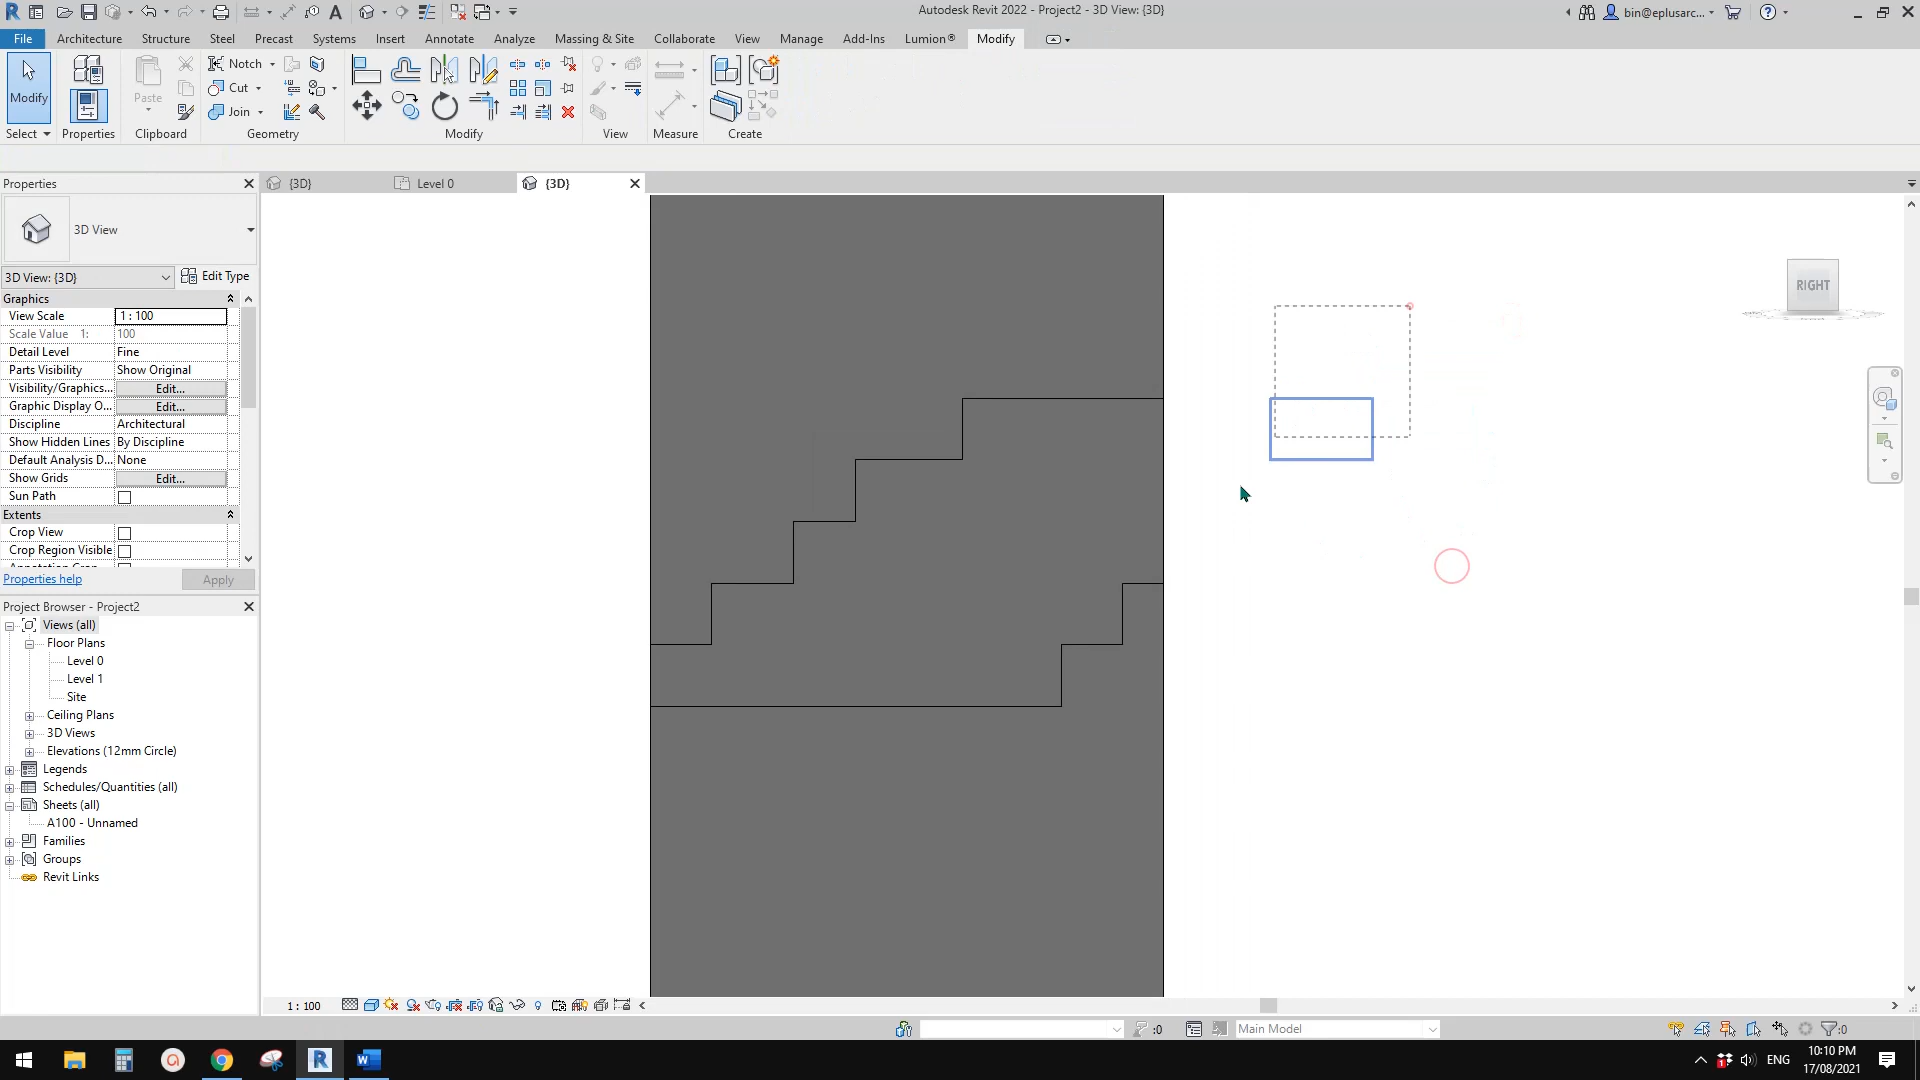 Autodesk Revit 2022 - Project2 - 3D View: {3D}
bin@eplusarc...
File Architecture Structure Steel Precast Systems Insert Annotate Analyze Massing & Site Collaborate View Manage Add-Ins Lumion® Modify
Modify
Paste
Notch
Cut
Join
Select Properties Clipboard Geometry Modify View Measure Create
Properties
{3D}
Level 0
{3D}
3D View
3D View: {3D}
Edit Type
Graphics
View Scale 1 : 100
Scale Value 1: 100
Detail Level Fine
Parts Visibility Show Original
Visibility/Graphics... Edit...
Graphic Display O... Edit...
Discipline Architectural
Show Hidden Lines By Discipline
Default Analysis D... None
Show Grids Edit...
Sun Path
Extents
Crop View
Crop Region Visible
Properties help
Apply
RIGHT
Project Browser - Project2
Views (all)
Floor Plans
Level 0
Level 1
Site
Ceiling Plans
3D Views
Elevations (12mm Circle)
Legends
Schedules/Quantities (all)
Sheets (all)
A100 - Unnamed
Families
Groups
Revit Links
1 : 100
:0
Main Model
:0
ENG
10:10 PM
17/08/2021